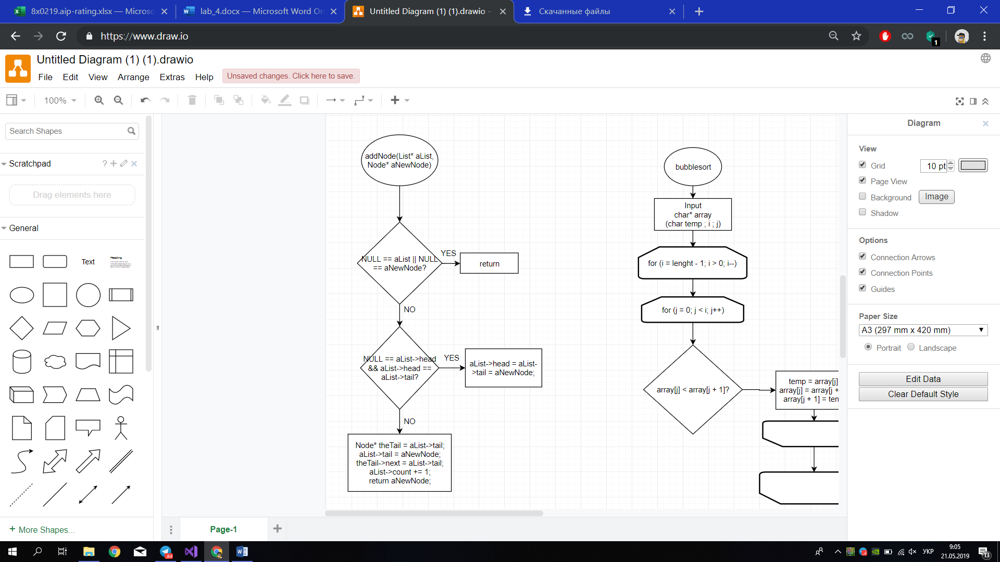 8x0219.aip-rating.xlsx — Microso
lab_4.docx — Microsoft Word On
Untitled Diagram (1) (1).drawio -
Скачанные файлы
https://www.draw.io
1
Untitled Diagram (1) (1).drawio
File Edit View Arrange Extras Help
Unsaved changes. Click here to save.
100%
Search Shapes
Scratchpad
?
Drag elements here
General
Text
Heading
More Shapes...
addNode(List* aList,
Node* aNewNode)
NULL == aList || NULL
== aNewNode?
YES
return
NO
NULL == aList->head
&& aList->head ==
aList->tail?
YES
aList->head = aList-
>tail = aNewNode;
NO
Node* theTail = aList->tail;
aList->tail = aNewNode;
theTail->next = aList->tail;
aList->count += 1;
return aNewNode;
bubblesort
Input
char* array
(char temp ; i ; j)
for (i = lenght - 1; i > 0; i--)
for (j = 0; j < i; j++)
array[j] < array[j + 1]?
temp = array[j]
array[j] = array[j +
array[j + 1] = tem
Diagram
View
Grid
10 pt
Page View
Background
Image
Shadow
Options
Connection Arrows
Connection Points
Guides
Paper Size
A3 (297 mm x 420 mm)
Portrait
Landscape
Edit Data
Clear Default Style
Page-1
84
4
УКР
9:05
21.05.2019
13